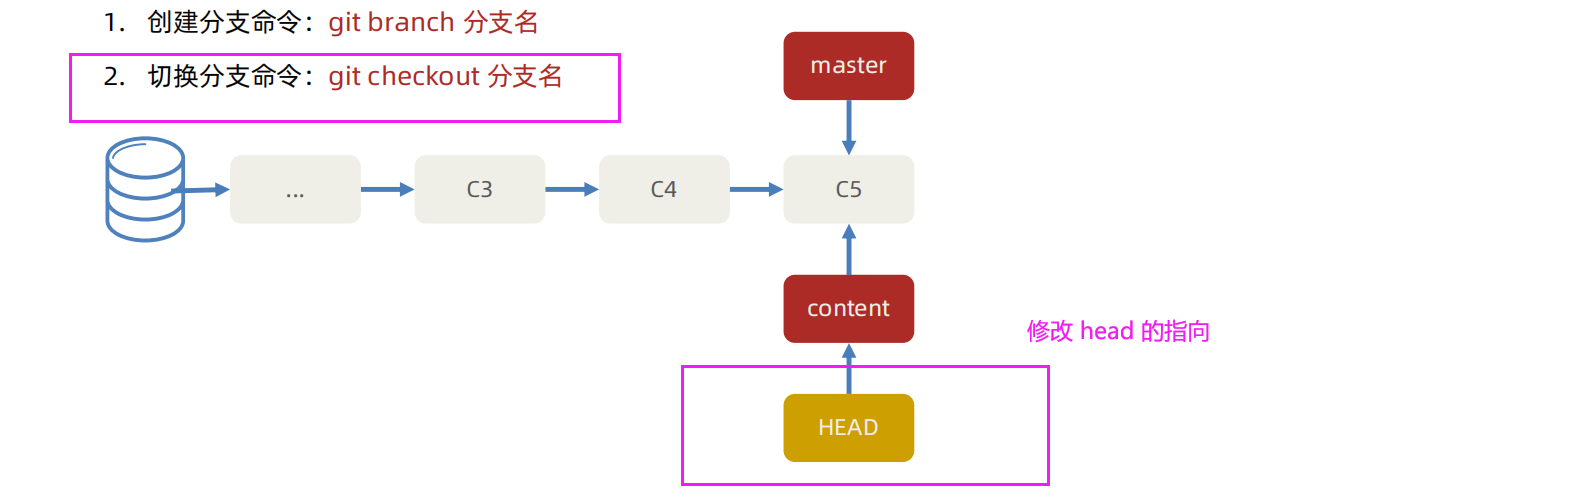 1. 创建分支命令：git branch 分支名
2. 切换分支命令：git checkout 分支名
master
... C3 C4 C5
content
修改 head 的指向
HEAD